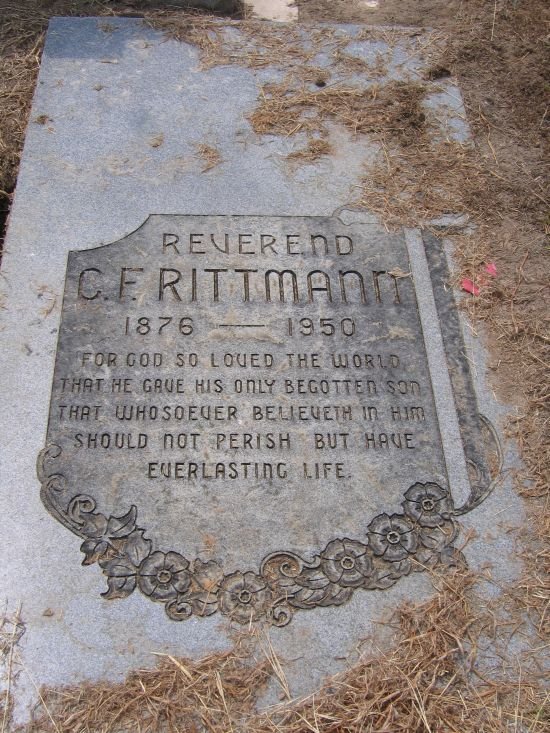 REVEREND
C.F. RITTMANN
1876 — 1950
FOR GOD SO LOVED THE WORLD,
THAT HE GAVE HIS ONLY BEGOTTEN SON
THAT WHOSOEVER BELIEVETH IN HIM
SHOULD NOT PERISH BUT HAVE
EVERLASTING LIFE.